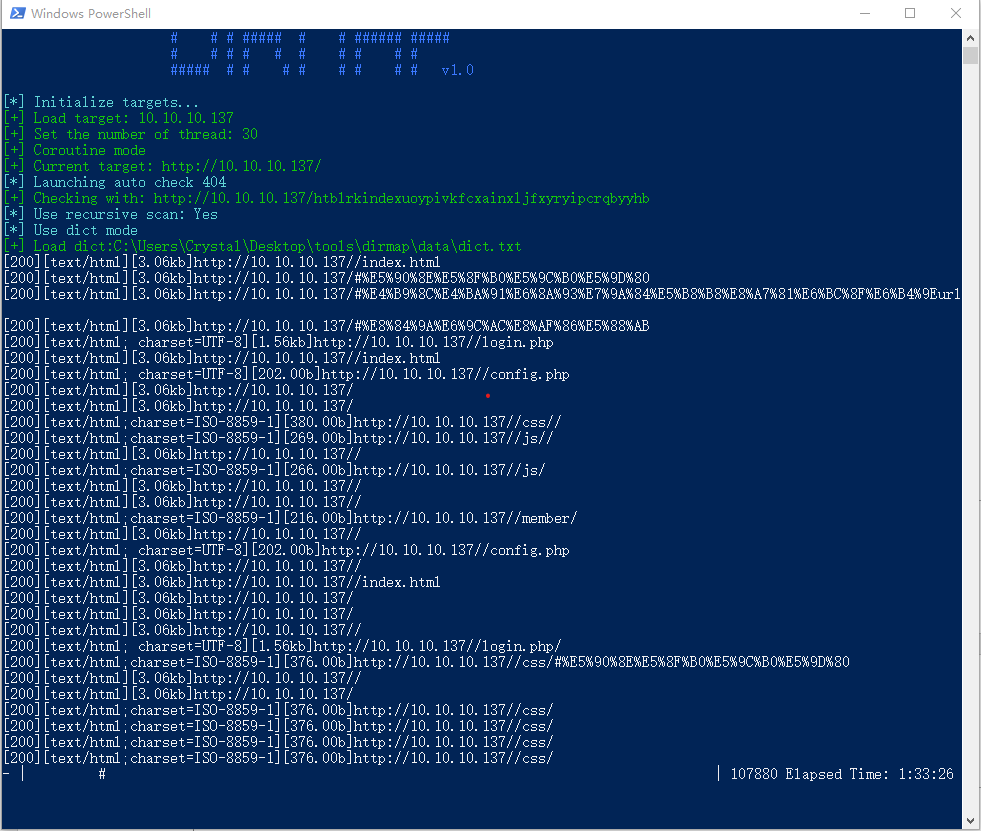 Windows PowerShell
#    # # #####  #    # ###### #####
#    # # #   #  #    # #    # #
#####  # #    # #    # #    # #   v1.0
[*] Initialize targets...
[+] Load target: 10.10.10.137
[+] Set the number of thread: 30
[+] Coroutine mode
[+] Current target: http://10.10.10.137/
[*] Launching auto check 404
[+] Checking with: http://10.10.10.137/htblrkindexuoypivkfcxainxljfxyryipcrqbyyhb
[*] Use recursive scan: Yes
[*] Use dict mode
[+] Load dict:C:\Users\Crystal\Desktop\tools\dirmap\data\dict.txt
[200][text/html][3.06kb]http://10.10.10.137//index.html
[200][text/html][3.06kb]http://10.10.10.137/#%E5%90%8E%E5%8F%B0%E5%9C%B0%E5%9D%80
[200][text/html][3.06kb]http://10.10.10.137/#%E4%B9%8C%E4%BA%91%E6%8A%93%E7%9A%84%E5%B8%B8%E8%A7%81%E6%BC%8F%E6%B4%9Eurl
[200][text/html][3.06kb]http://10.10.10.137/#%E8%84%9A%E6%9C%AC%E8%AF%86%E5%88%AB
[200][text/html; charset=UTF-8][1.56kb]http://10.10.10.137//login.php
[200][text/html][3.06kb]http://10.10.10.137//index.html
[200][text/html; charset=UTF-8][202.00b]http://10.10.10.137//config.php
[200][text/html][3.06kb]http://10.10.10.137/
[200][text/html][3.06kb]http://10.10.10.137/
[200][text/html;charset=ISO-8859-1][380.00b]http://10.10.10.137//css//
[200][text/html;charset=ISO-8859-1][269.00b]http://10.10.10.137//js//
[200][text/html][3.06kb]http://10.10.10.137//
[200][text/html;charset=ISO-8859-1][266.00b]http://10.10.10.137//js/
[200][text/html][3.06kb]http://10.10.10.137//
[200][text/html][3.06kb]http://10.10.10.137//
[200][text/html;charset=ISO-8859-1][216.00b]http://10.10.10.137//member/
[200][text/html][3.06kb]http://10.10.10.137//
[200][text/html; charset=UTF-8][202.00b]http://10.10.10.137//config.php
[200][text/html][3.06kb]http://10.10.10.137//
[200][text/html][3.06kb]http://10.10.10.137//index.html
[200][text/html][3.06kb]http://10.10.10.137/
[200][text/html][3.06kb]http://10.10.10.137/
[200][text/html][3.06kb]http://10.10.10.137//
[200][text/html; charset=UTF-8][1.56kb]http://10.10.10.137//login.php/
[200][text/html;charset=ISO-8859-1][376.00b]http://10.10.10.137//css/#%E5%90%8E%E5%8F%B0%E5%9C%B0%E5%9D%80
[200][text/html][3.06kb]http://10.10.10.137//
[200][text/html][3.06kb]http://10.10.10.137/
[200][text/html;charset=ISO-8859-1][376.00b]http://10.10.10.137//css/
[200][text/html;charset=ISO-8859-1][376.00b]http://10.10.10.137//css/
[200][text/html;charset=ISO-8859-1][376.00b]http://10.10.10.137//css/
[200][text/html;charset=ISO-8859-1][376.00b]http://10.10.10.137//css/
- |         #                                                                            | 107880 Elapsed Time: 1:33:26